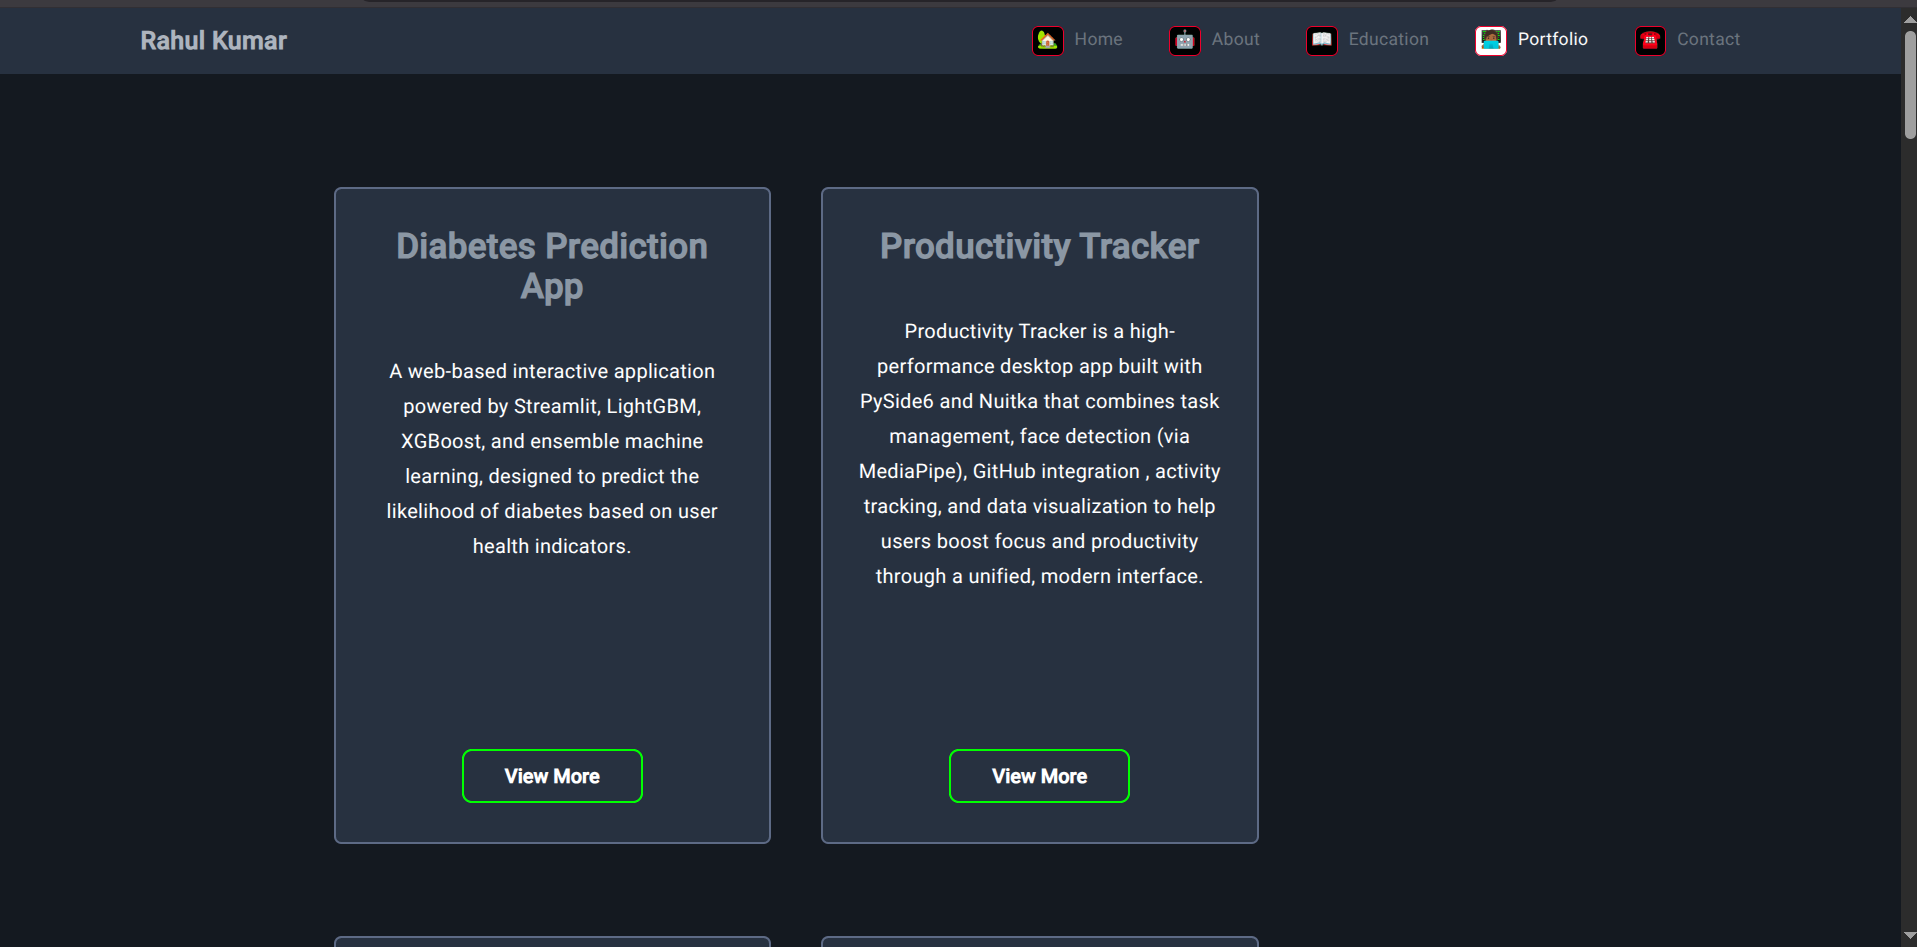 Rahul Kumar
Home
About
Education
Portfolio
Contact
Diabetes Prediction
App
A web-based interactive application
powered by Streamlit, LightGBM,
XGBoost, and ensemble machine
learning, designed to predict the
likelihood of diabetes based on user
health indicators.
View More
Productivity Tracker
Productivity Tracker is a high-
performance desktop app built with
PySide6 and Nuitka that combines task
management, face detection (via
MediaPipe), GitHub integration , activity
tracking, and data visualization to help
users boost focus and productivity
through a unified, modern interface.
View More